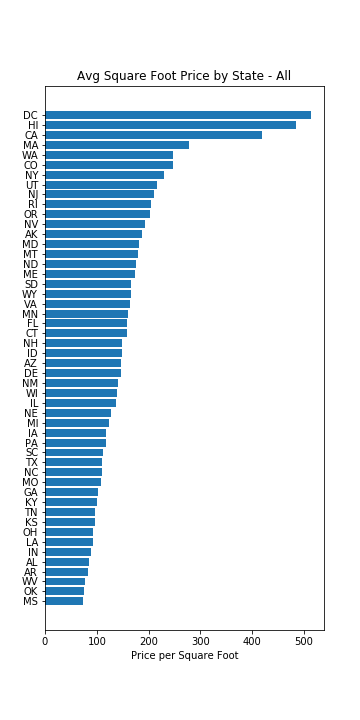 Avg Square Foot Price by State - All
DC
HI
CA
MA
WA
CO
NY
UT
NJ
RI
OR
NV
AK
MD
MT
ND
ME
SD
WY
VA
MN
FL
CT
NH
ID
AZ
DE
NM
WI
IL
NE
MI
IA
PA
SC
TX
NC
MO
GA
KY
TN
KS
OH
LA
IN
AL
AR
WV
OK
MS
0 100 200 300 400 500
Price per Square Foot